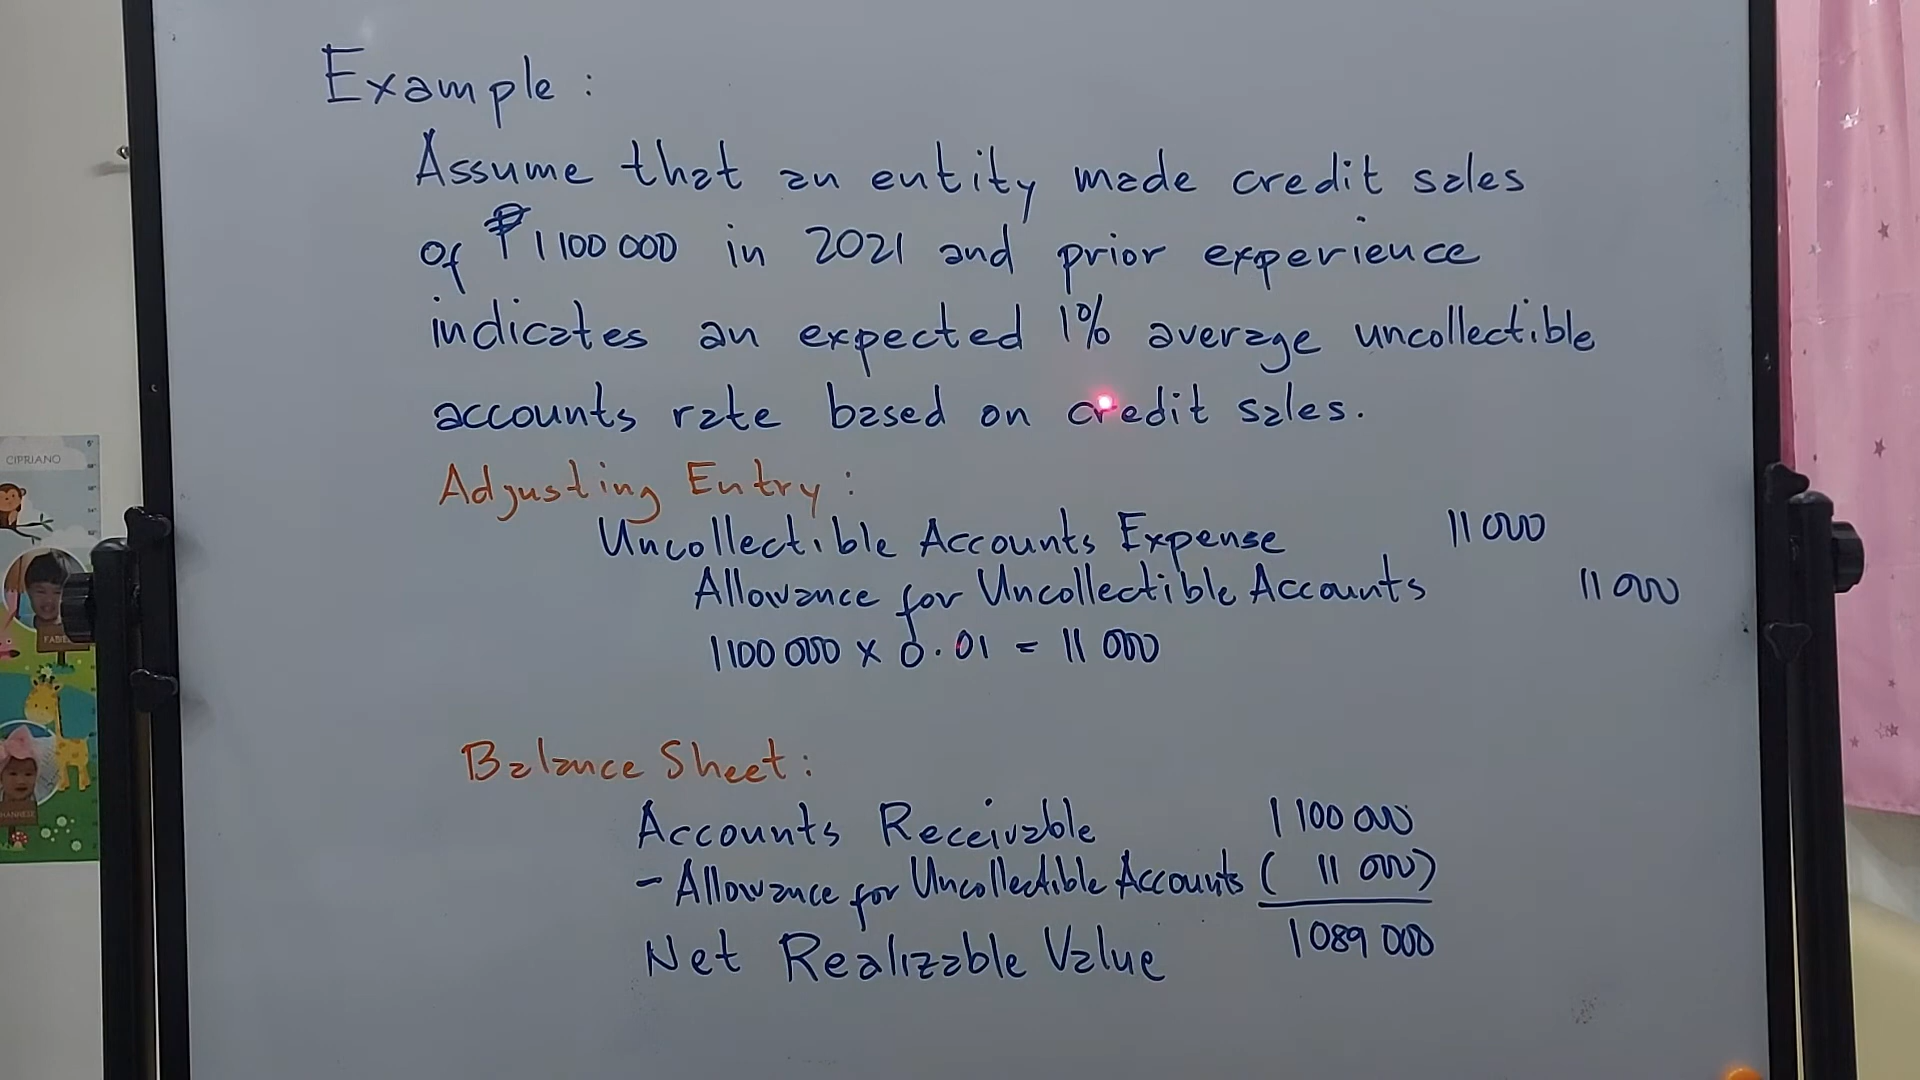 Example:
Assume that an entity made credit sales
of ₱1 100 000 in 2021 and prior experience
indicates an expected 1% average uncollectible
accounts rate based on credit sales.
Adjusting Entry:
Uncollectible Accounts Expense 11 000
Allowance for Uncollectible Accounts 11 000
1 100 000 x 0.01 = 11 000
Balance Sheet:
Accounts Receivable 1 100 000
- Allowance for Uncollectible Accounts ( 11 000)
Net Realizable Value 1 089 000
CIPRIANO